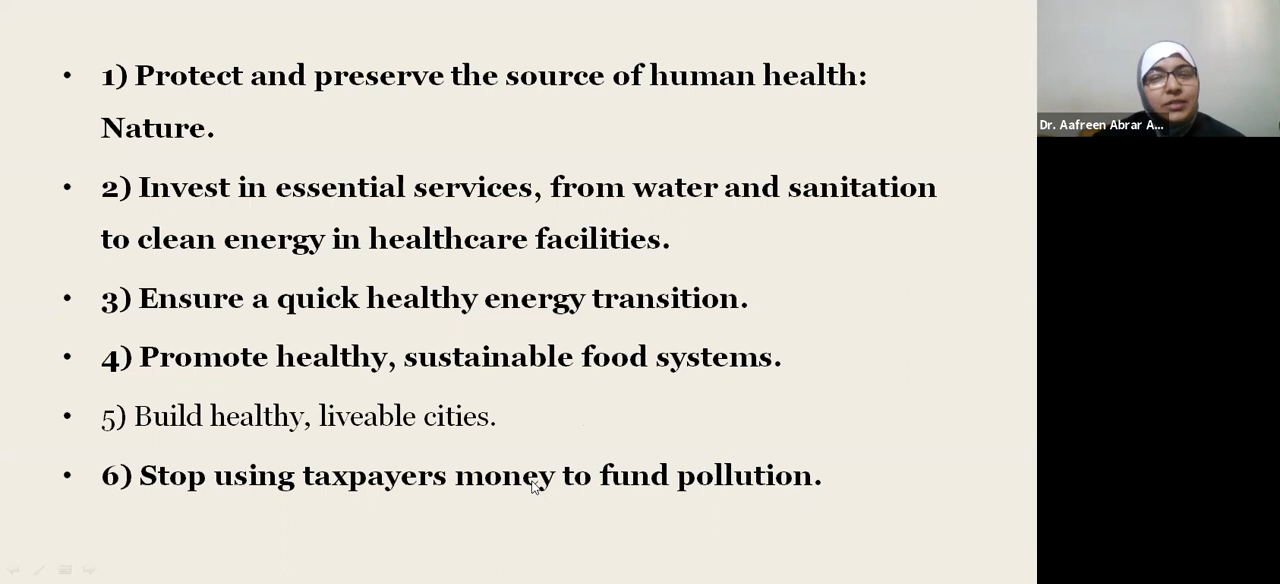 • 1) Protect and preserve the source of human health:
Nature.
• 2) Invest in essential services, from water and sanitation
to clean energy in healthcare facilities.
• 3) Ensure a quick healthy energy transition.
• 4) Promote healthy, sustainable food systems.
• 5) Build healthy, liveable cities.
• 6) Stop using taxpayers money to fund pollution.
Dr. Aafreen Abrar A...